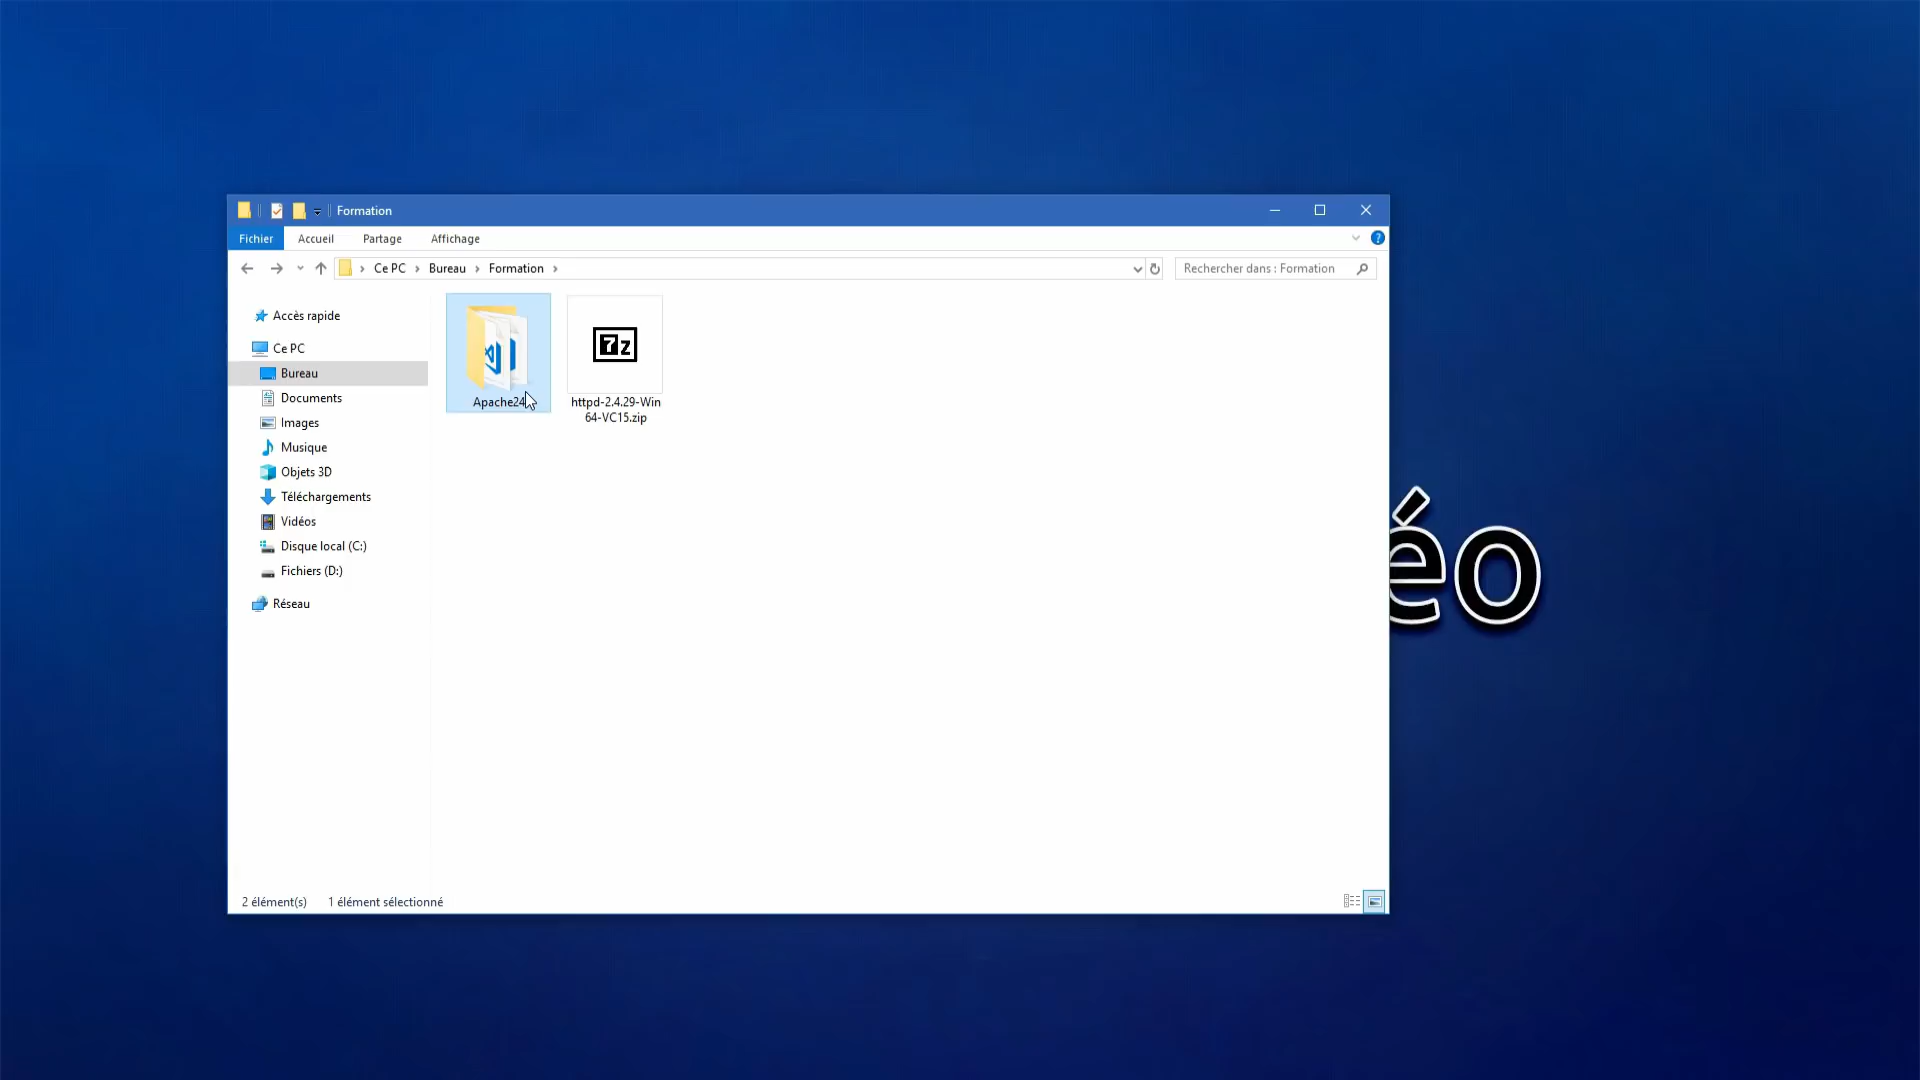 Formation
Fichier Accueil Partage Affichage
Ce PC Bureau Formation
Rechercher dans : Formation
Accès rapide
Ce PC
Bureau
Documents
Images
Musique
Objets 3D
Téléchargements
Vidéos
Disque local (C:)
Fichiers (D:)
Réseau
Apache24
7z
httpd-2.4.29-Win
64-VC15.zip
éo
2 élément(s) 1 élément sélectionné